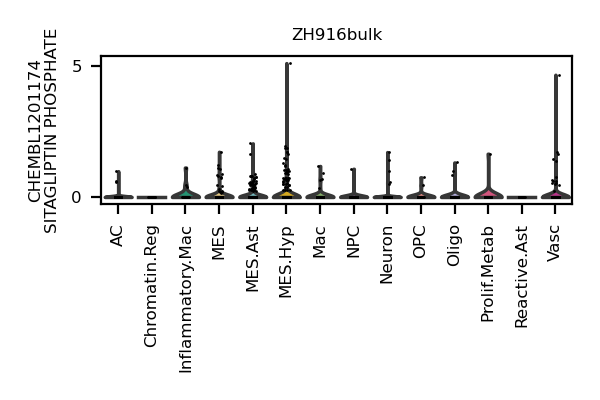 ZH916bulk
CHEMBL1201174
SITAGLIPTIN PHOSPHATE
5
0
AC
Chromatin.Reg
Inflammatory.Mac
MES
MES.Ast
MES.Hyp
Mac
NPC
Neuron
OPC
Oligo
Prolif.Metab
Reactive.Ast
Vasc